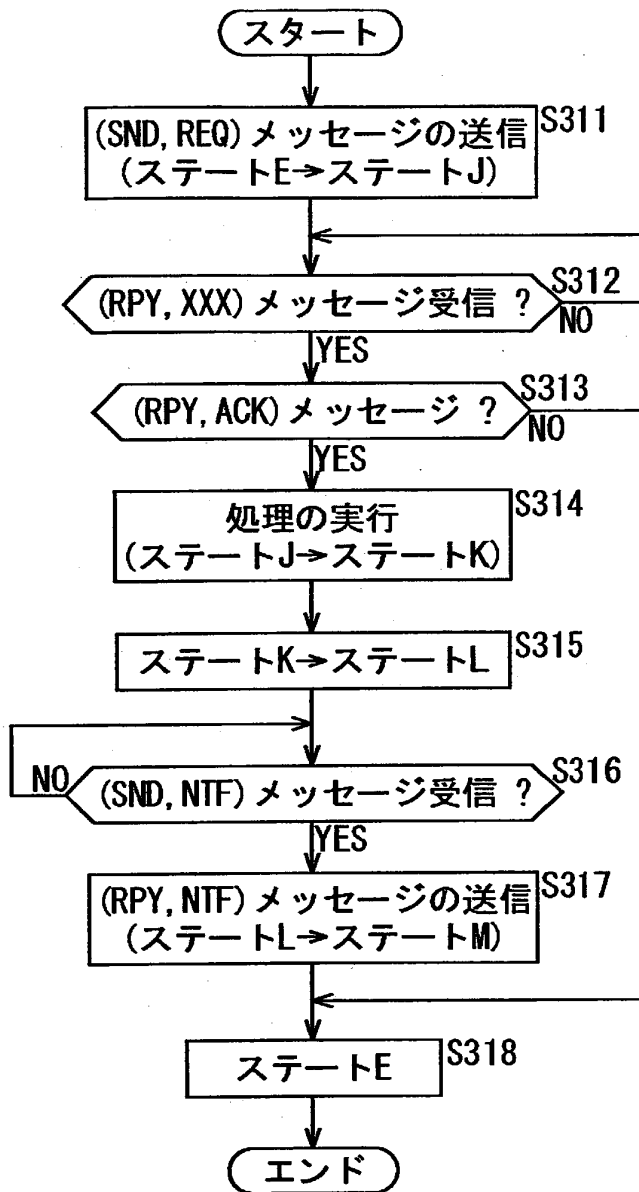 スタート
(SND, REQ) メッセージの送信 S311
(ステートE→ステートJ)
(RPY, XXX) メッセージ受信 ? S312
NO
YES
(RPY, ACK) メッセージ ? S313
NO
YES
処理の実行 S314
(ステートJ→ステートK)
ステートK→ステートL S315
NO (SND, NTF) メッセージ受信 ? S316
YES
(RPY, NTF) メッセージの送信 S317
(ステートL→ステートM)
ステートE S318
エンド